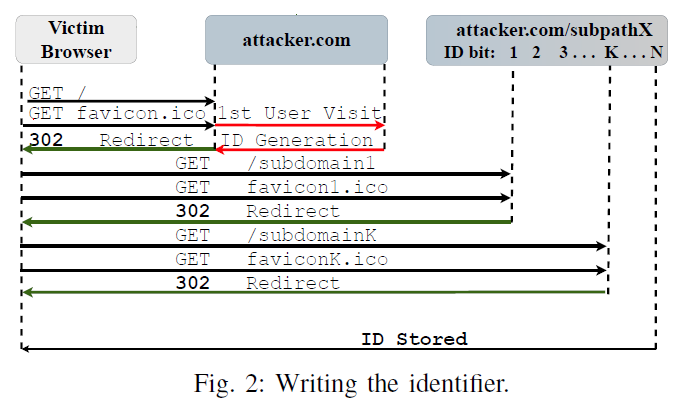 Victim
Browser
attacker.com
attacker.com/subpathX
ID bit: 1 2 3... K...N
GET /
GET favicon.ico 1st User Visit
302 Redirect ID Generation
GET /subdomain1
GET favicon1.ico
302 Redirect
GET /subdomainK
GET faviconK.ico
302 Redirect
ID Stored
Fig. 2: Writing the identifier.